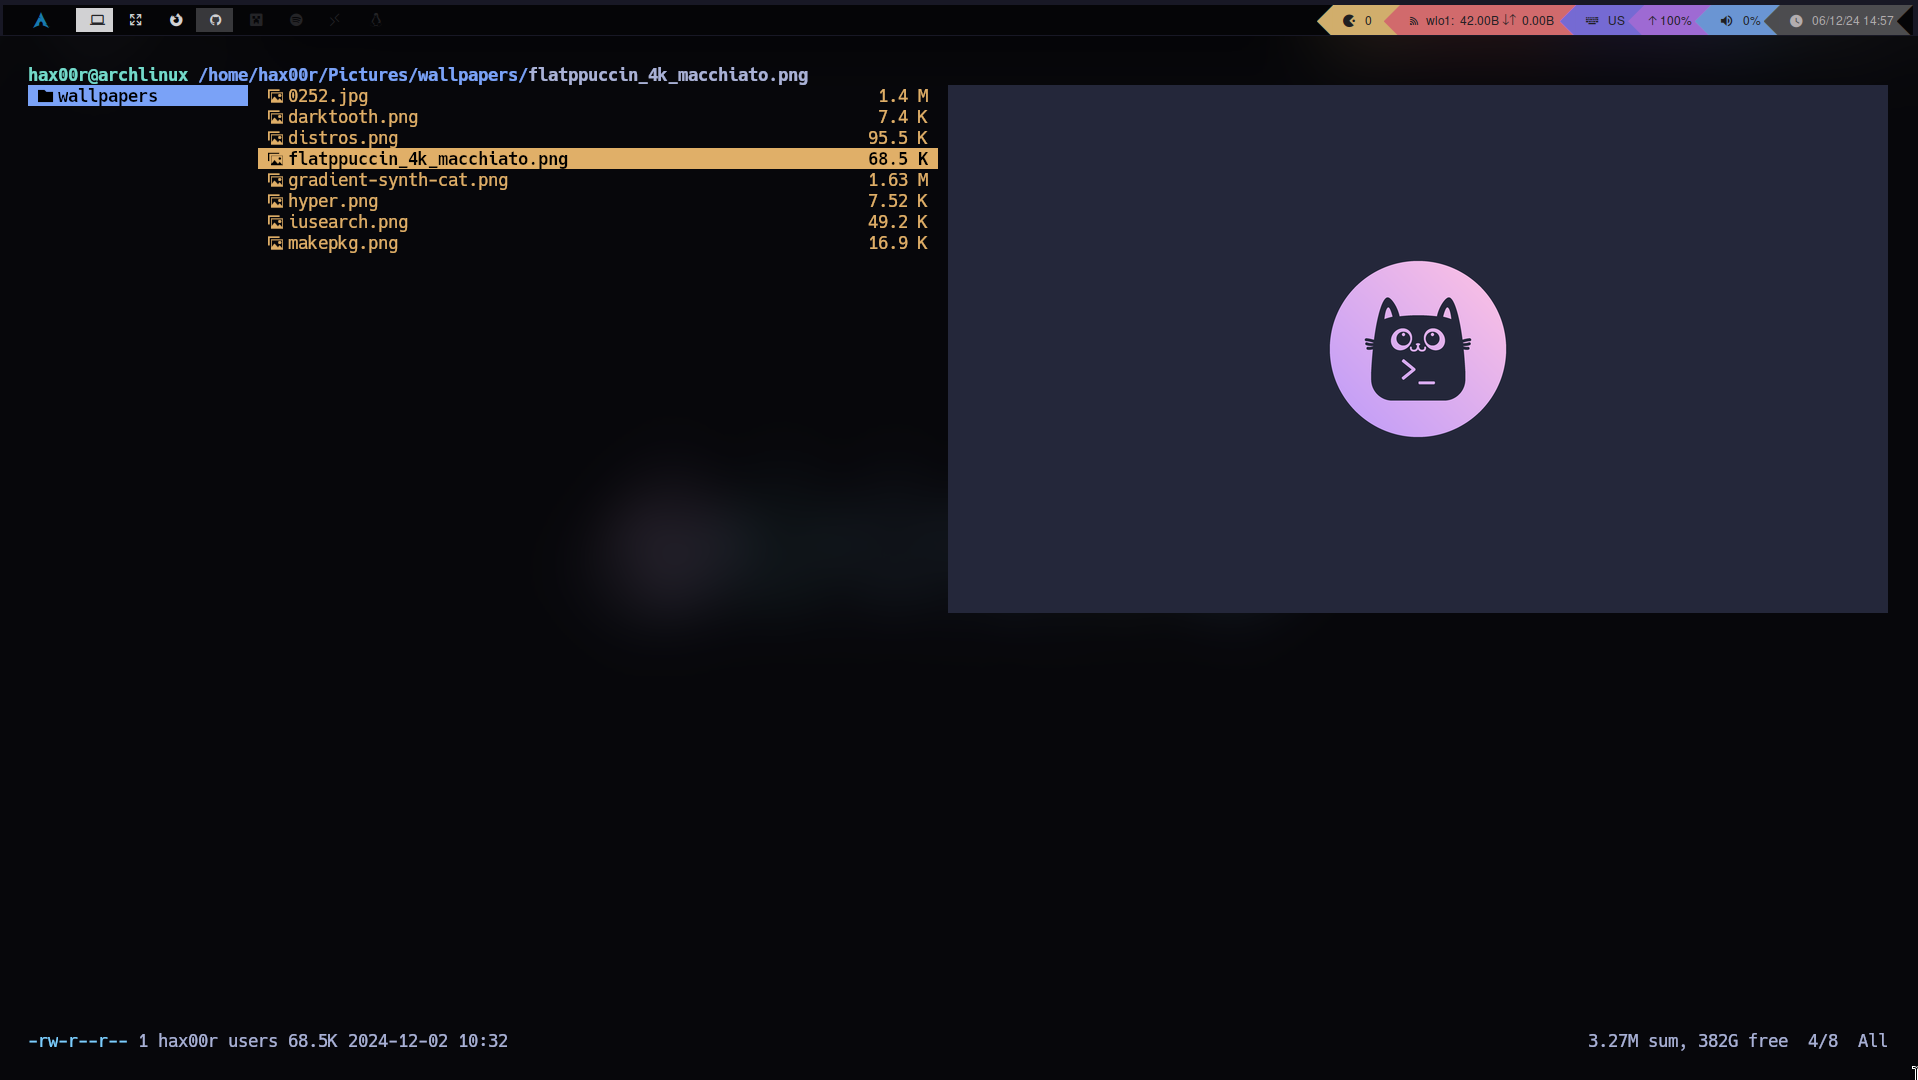 0 wlo1: 42.00B ↓↑ 0.00B US ↑100% 0% 06/12/24 14:57
hax00r@archlinux /home/hax00r/Pictures/wallpapers/flatppuccin_4k_macchiato.png
wallpapers
0252.jpg 1.4 M
darktooth.png 7.4 K
distros.png 95.5 K
flatppuccin_4k_macchiato.png 68.5 K
gradient-synth-cat.png 1.63 M
hyper.png 7.52 K
iusearch.png 49.2 K
makepkg.png 16.9 K
>_
-rw-r--r-- 1 hax00r users 68.5K 2024-12-02 10:32
3.27M sum, 382G free 4/8 All